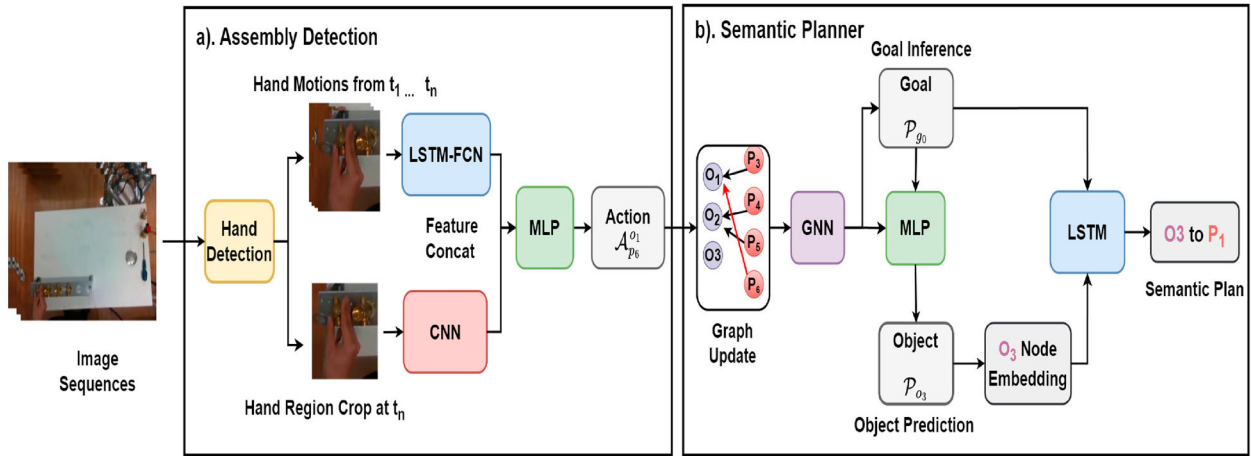 a). Assembly Detection
Hand Motions from t1 ... tn
LSTM-FCN
Hand
Detection
Feature
Concat
MLP
Action
𝒜 o1 p6
CNN
Hand Region Crop at tn
Image
Sequences
b). Semantic Planner
Goal Inference
Goal
𝒫g0
O1
O2
O3
P3
P4
P5
P6
Graph
Update
GNN
MLP
LSTM
O3 to P1
Semantic Plan
Object
𝒫o3
Object Prediction
O3 Node
Embedding